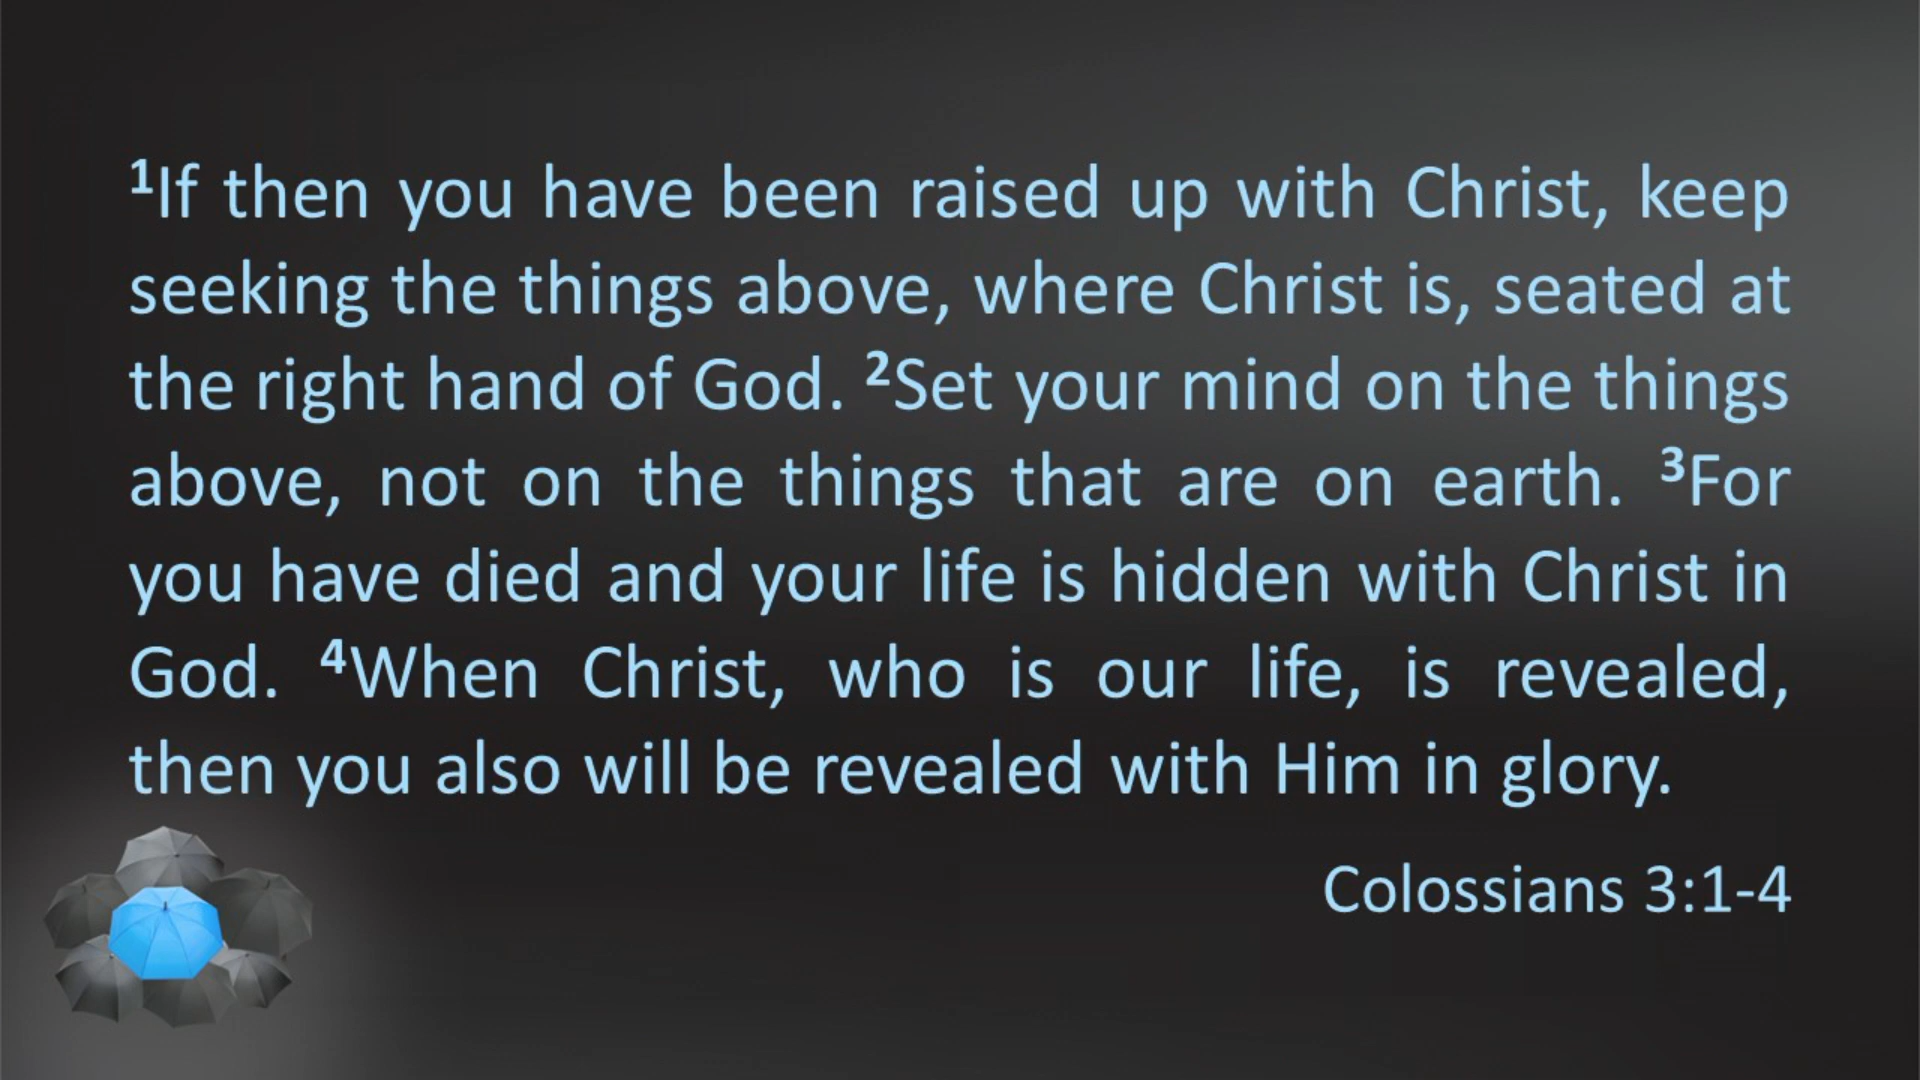 ¹If then you have been raised up with Christ, keep
seeking the things above, where Christ is, seated at
the right hand of God. ²Set your mind on the things
above, not on the things that are on earth. ³For
you have died and your life is hidden with Christ in
God. ⁴When Christ, who is our life, is revealed,
then you also will be revealed with Him in glory.
Colossians 3:1-4